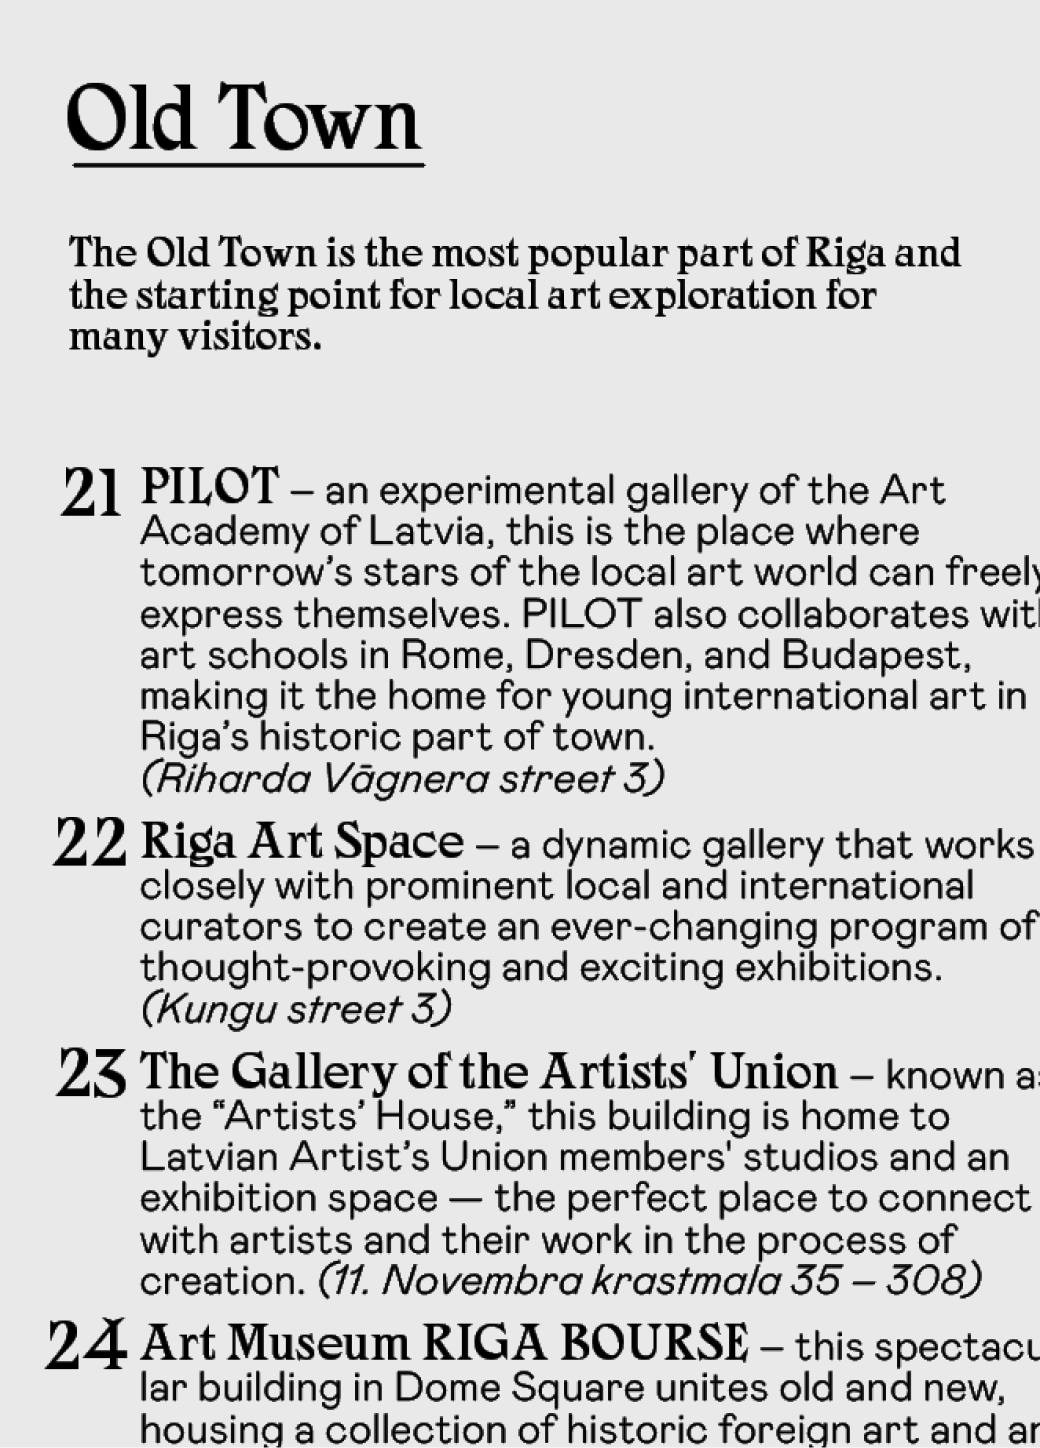 Old Town
The Old Town is the most popular part of Riga and
the starting point for local art exploration for
many visitors.
21 PILOT – an experimental gallery of the Art
Academy of Latvia, this is the place where
tomorrow’s stars of the local art world can freely
express themselves. PILOT also collaborates with
art schools in Rome, Dresden, and Budapest,
making it the home for young international art in
Riga’s historic part of town.
(Riharda Vāgnera street 3)
22 Riga Art Space – a dynamic gallery that works
closely with prominent local and international
curators to create an ever-changing program of
thought-provoking and exciting exhibitions.
(Kungu street 3)
23 The Gallery of the Artists' Union – known as
the “Artists’ House,” this building is home to
Latvian Artist’s Union members' studios and an
exhibition space — the perfect place to connect
with artists and their work in the process of
creation. (11. Novembra krastmala 35 – 308)
24 Art Museum RIGA BOURSE – this spectacu
lar building in Dome Square unites old and new,
housing a collection of historic foreign art and